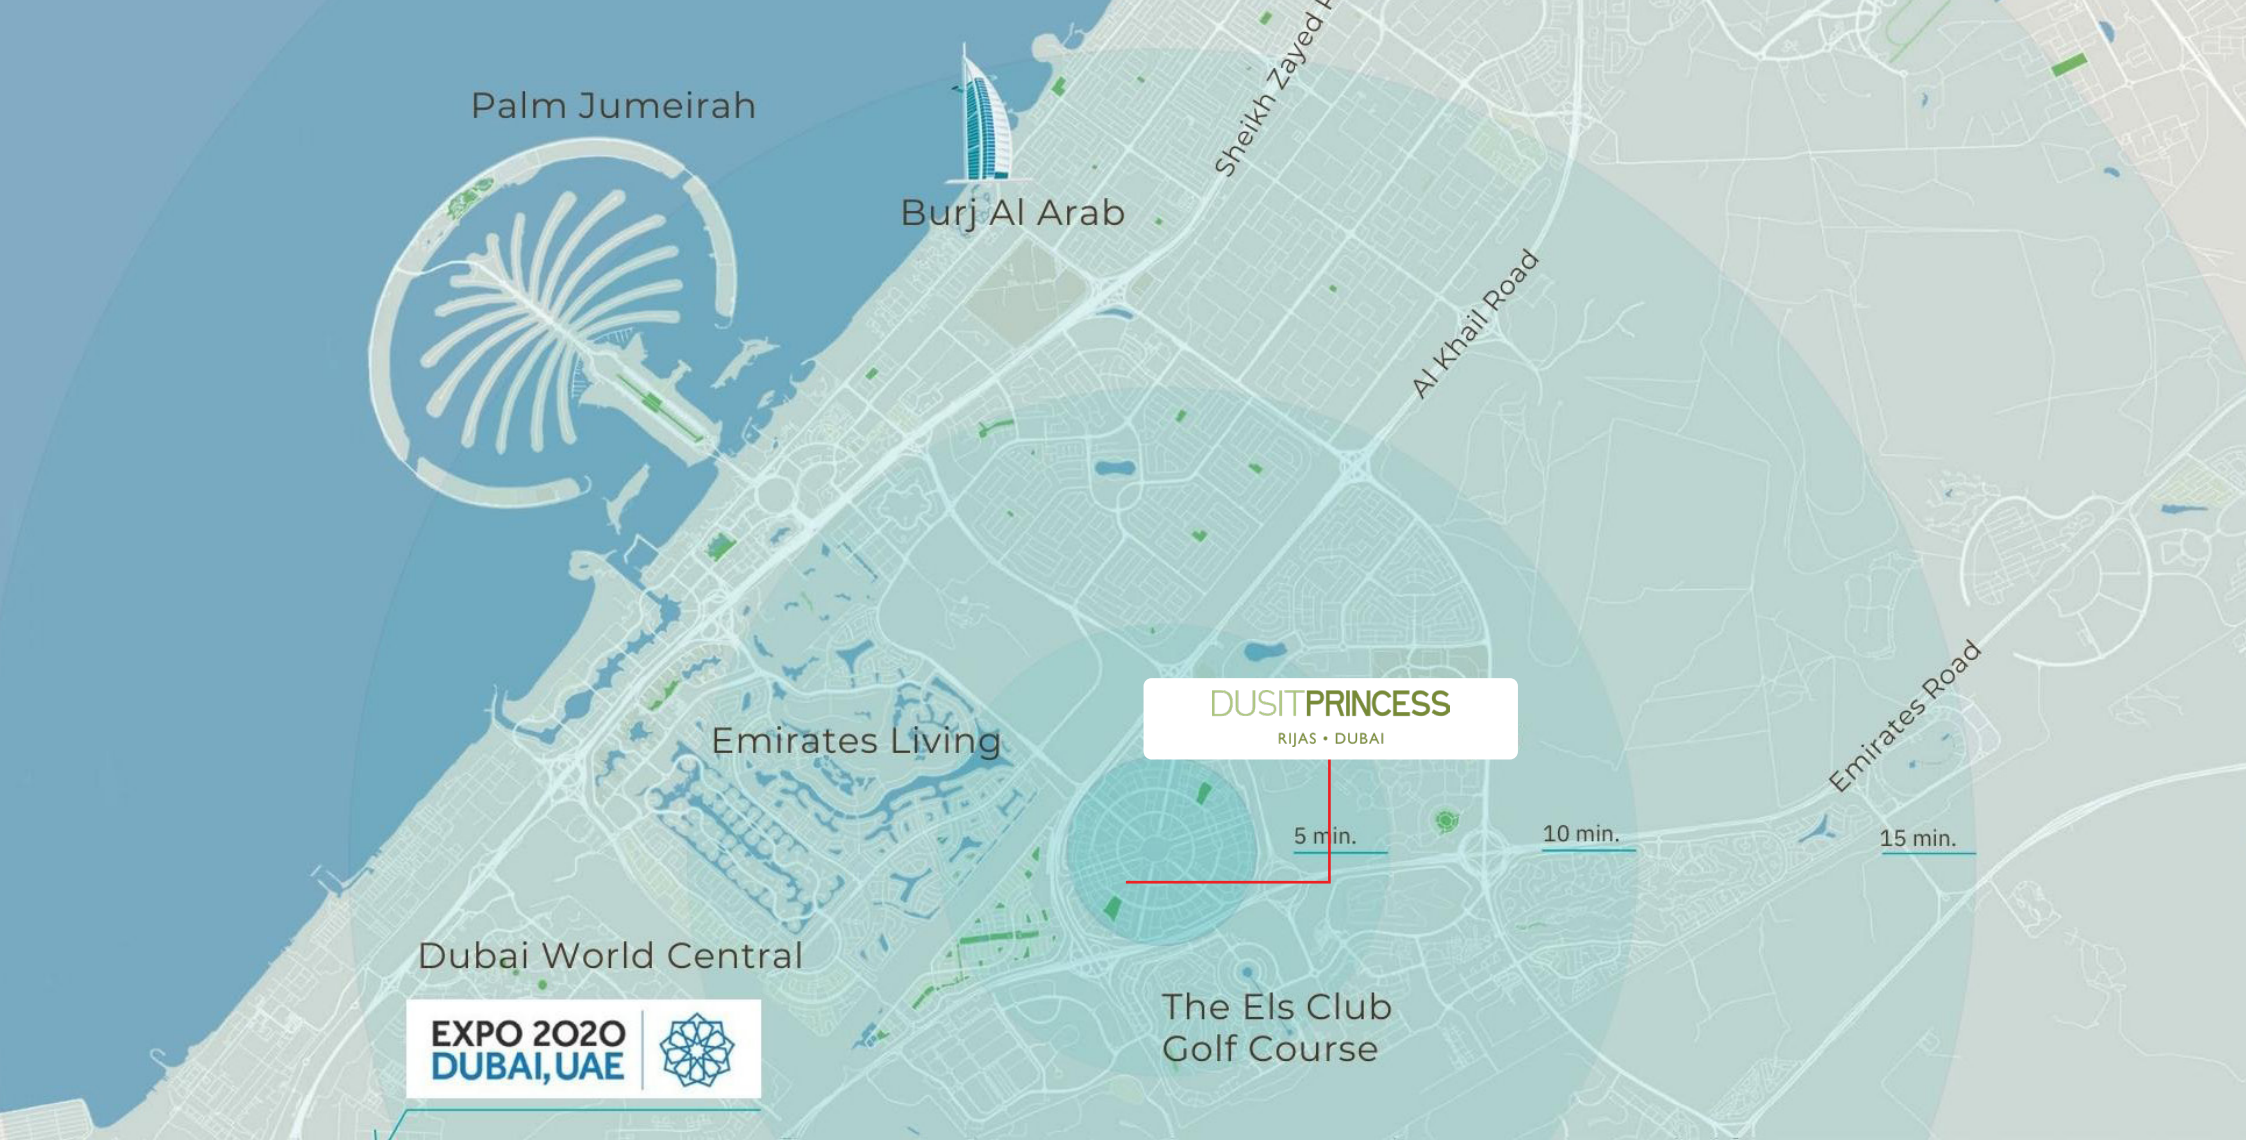 Palm Jumeirah
Burj Al Arab
Sheikh Zayed
Al Khail Road
Emirates Road
DUSITPRINCESS
RIJAS • DUBAI
Emirates Living
5 min.
10 min.
15 min.
Dubai World Central
EXPO 2020
DUBAI, UAE
The Els Club
Golf Course